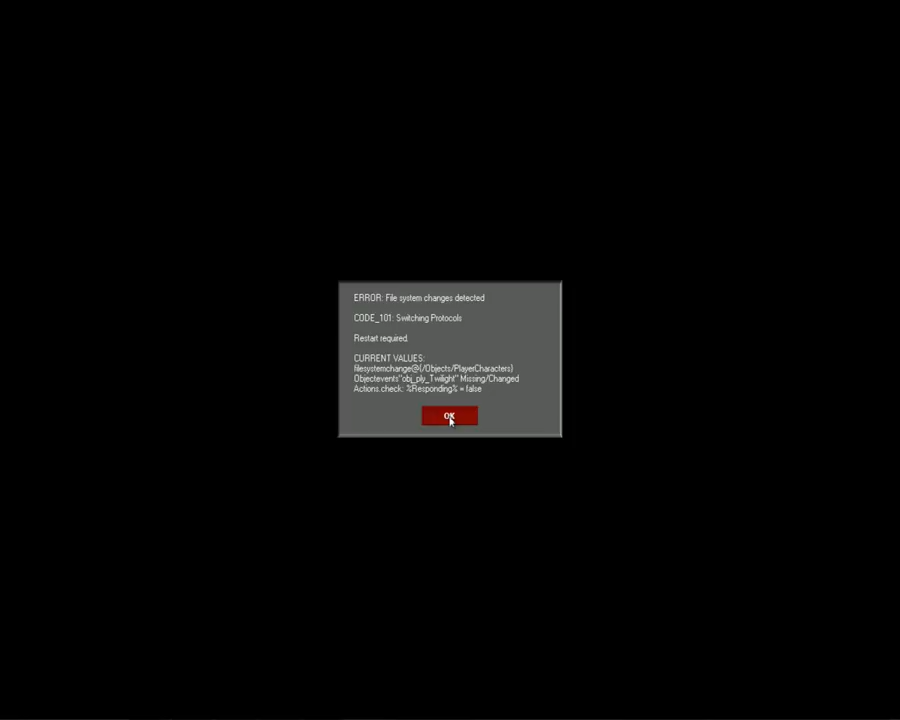 ERROR: File system changes detected
CODE_101: Switching Protocols
Restart required.
CURRENT VALUES:
filesystemchange@(/Objects/PlayerCharacters)
Objectevents"obj_ply_Twilight" Missing/Changed
Actions.check: %Responding% = false
OK